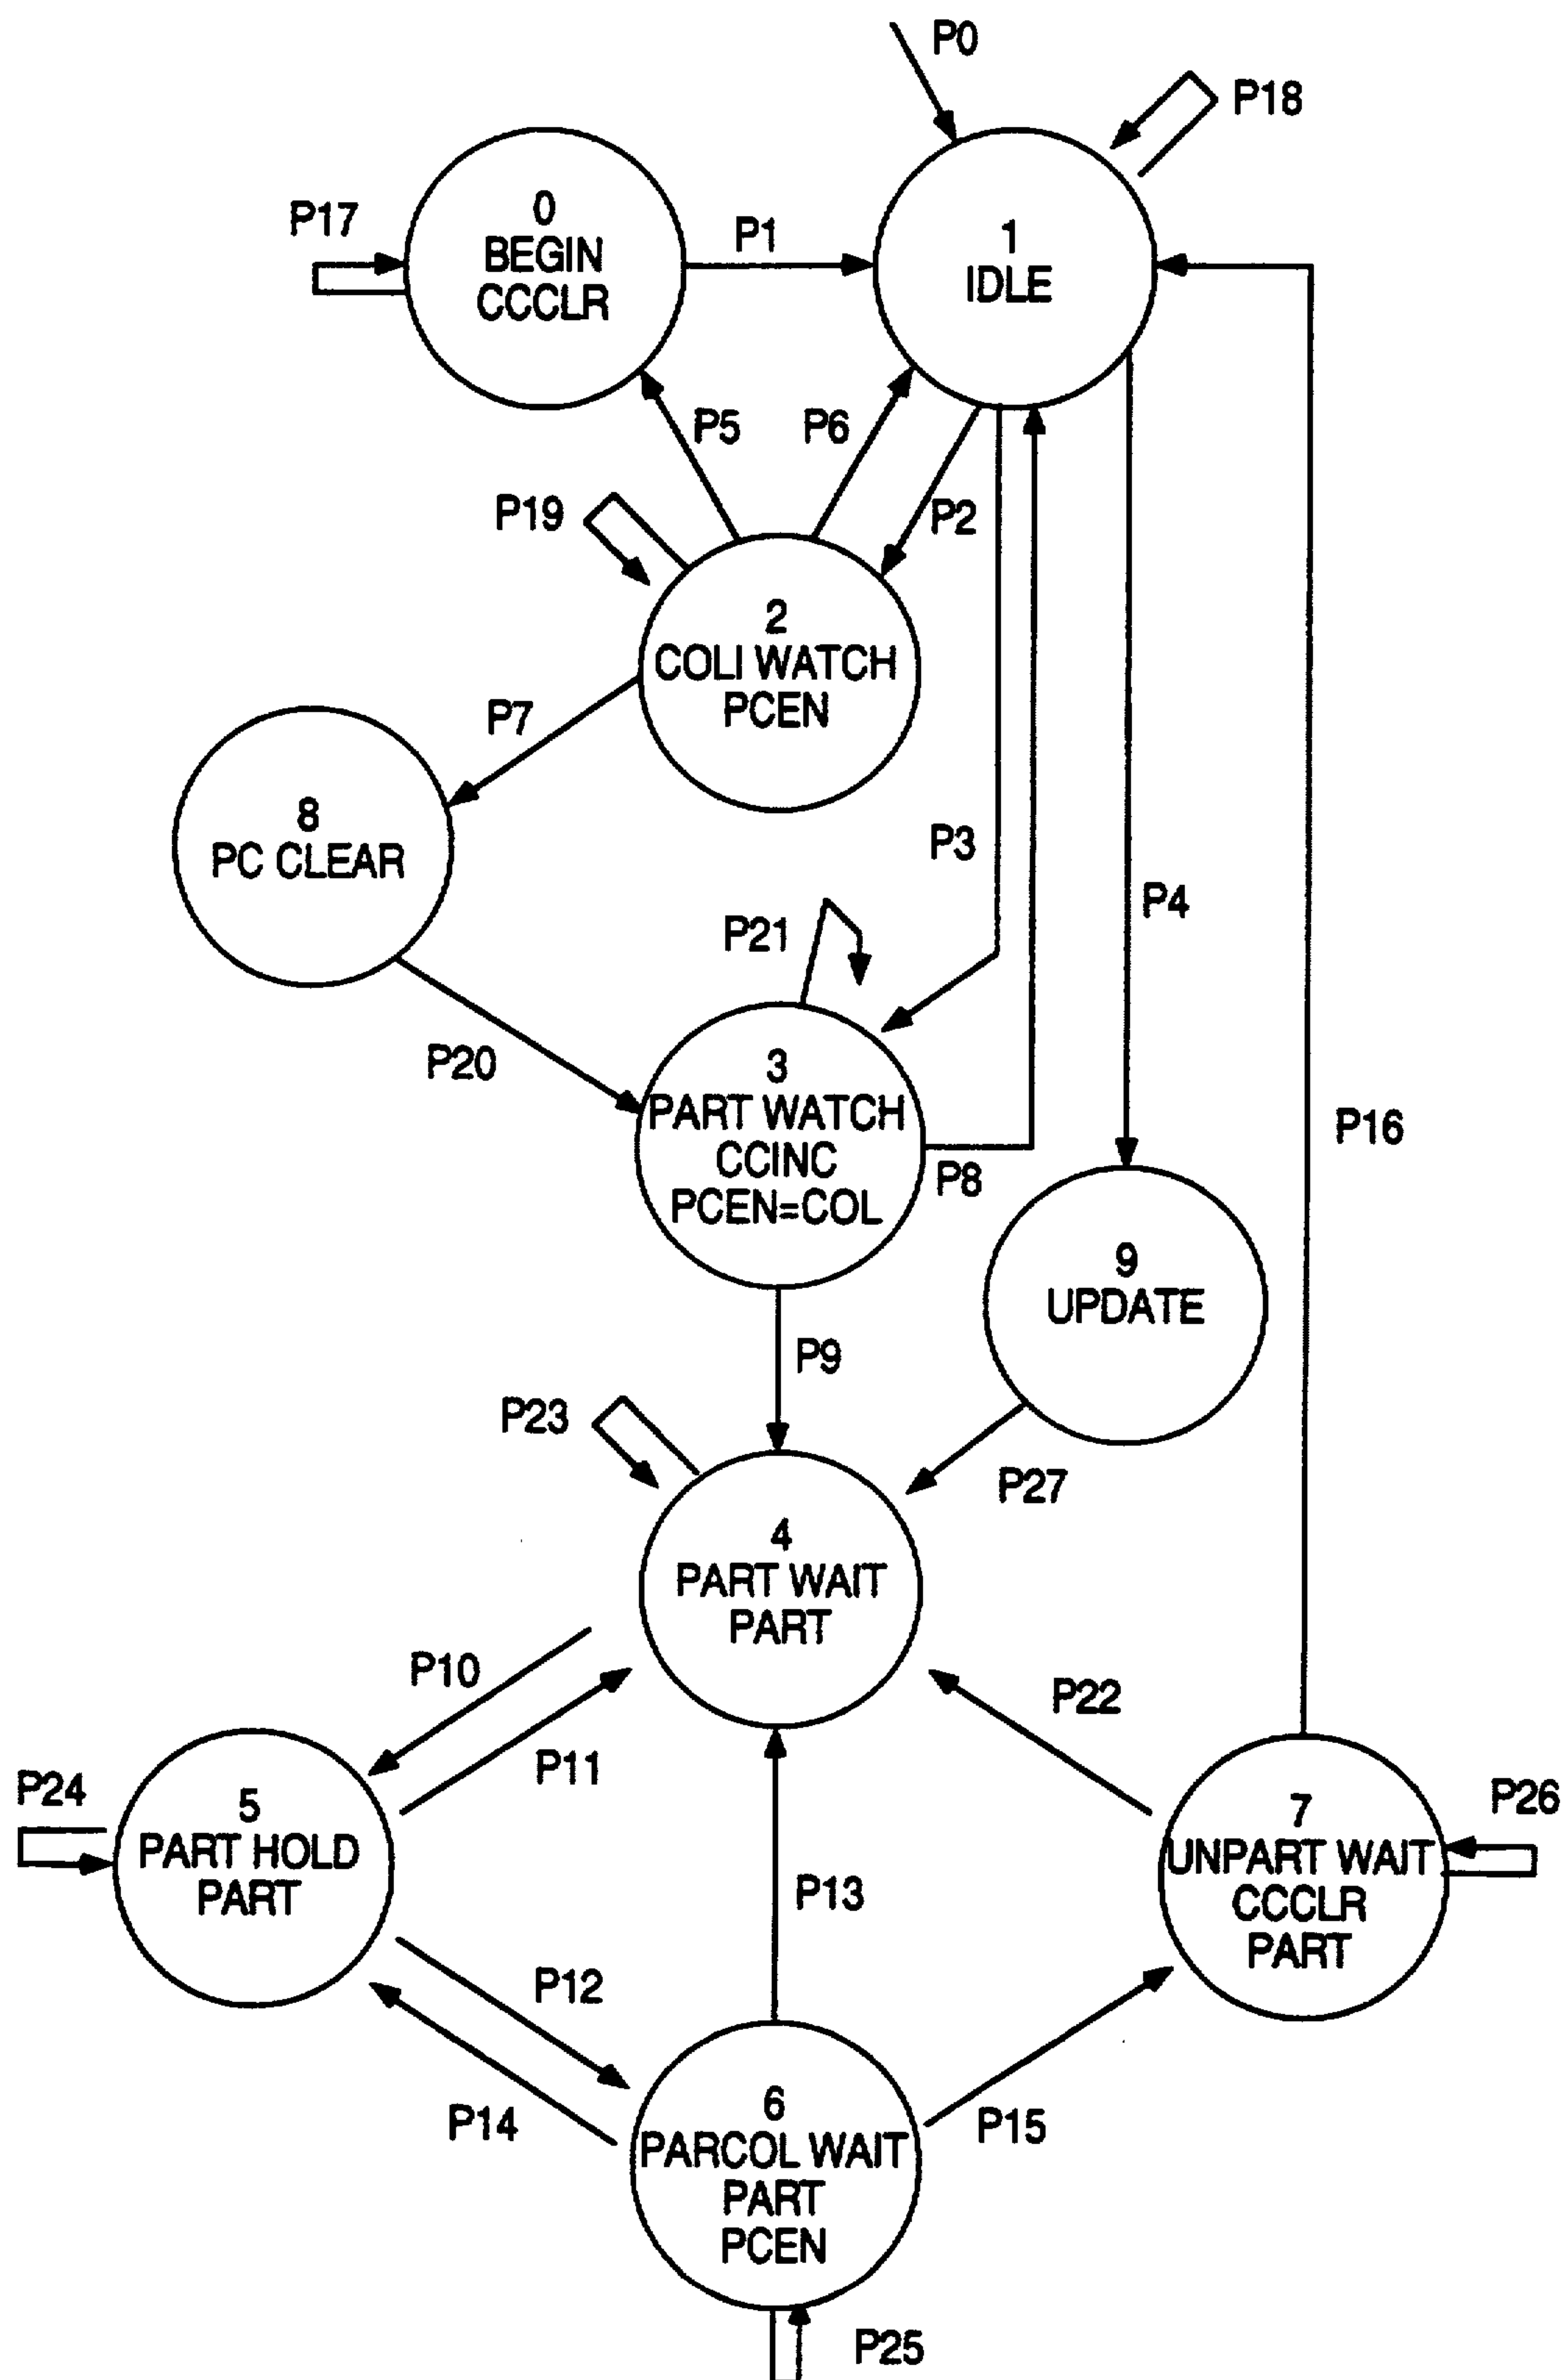 P0
P18
P17
0
BEGIN
CCCLR
P1
1
IDLE
P5
P6
P19
P2
2
COLI WATCH
PCEN
P7
8
PC CLEAR
P3
P4
P21
P20
3
PART WATCH
CCINC
PCEN=COL
P8
P16
9
UPDATE
P9
P23
P27
4
PART WAIT
PART
P10
P22
P11
P24
5
PART HOLD
PART
P13
7
UNPART WAIT
CCCLR
PART
P26
P12
P14
P15
6
PARCOL WAIT
PART
PCEN
P25